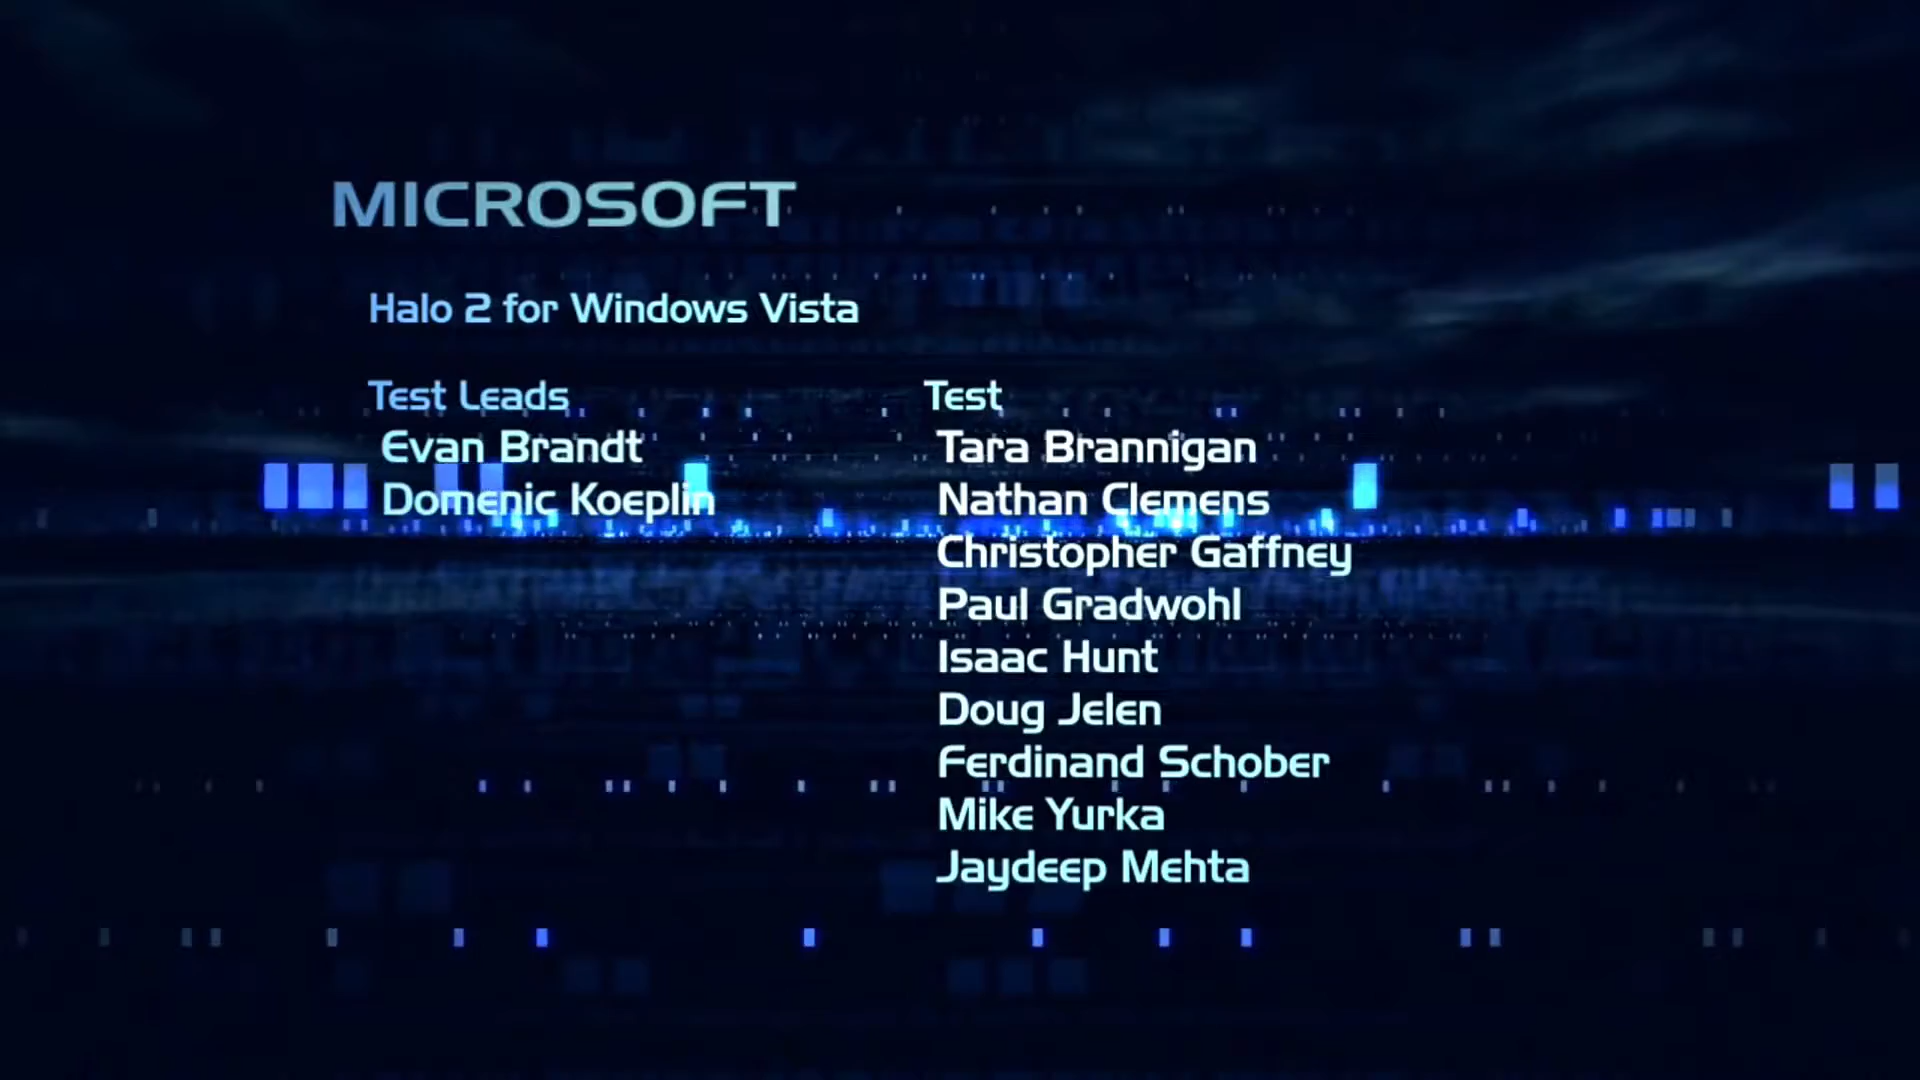 MICROSOFT
Halo 2 for Windows Vista
Test Leads
Evan Brandt
Domenic Koeplin
Test
Tara Brannigan
Nathan Clemens
Christopher Gaffney
Paul Gradwohl
Isaac Hunt
Doug Jelen
Ferdinand Schober
Mike Yurka
Jaydeep Mehta